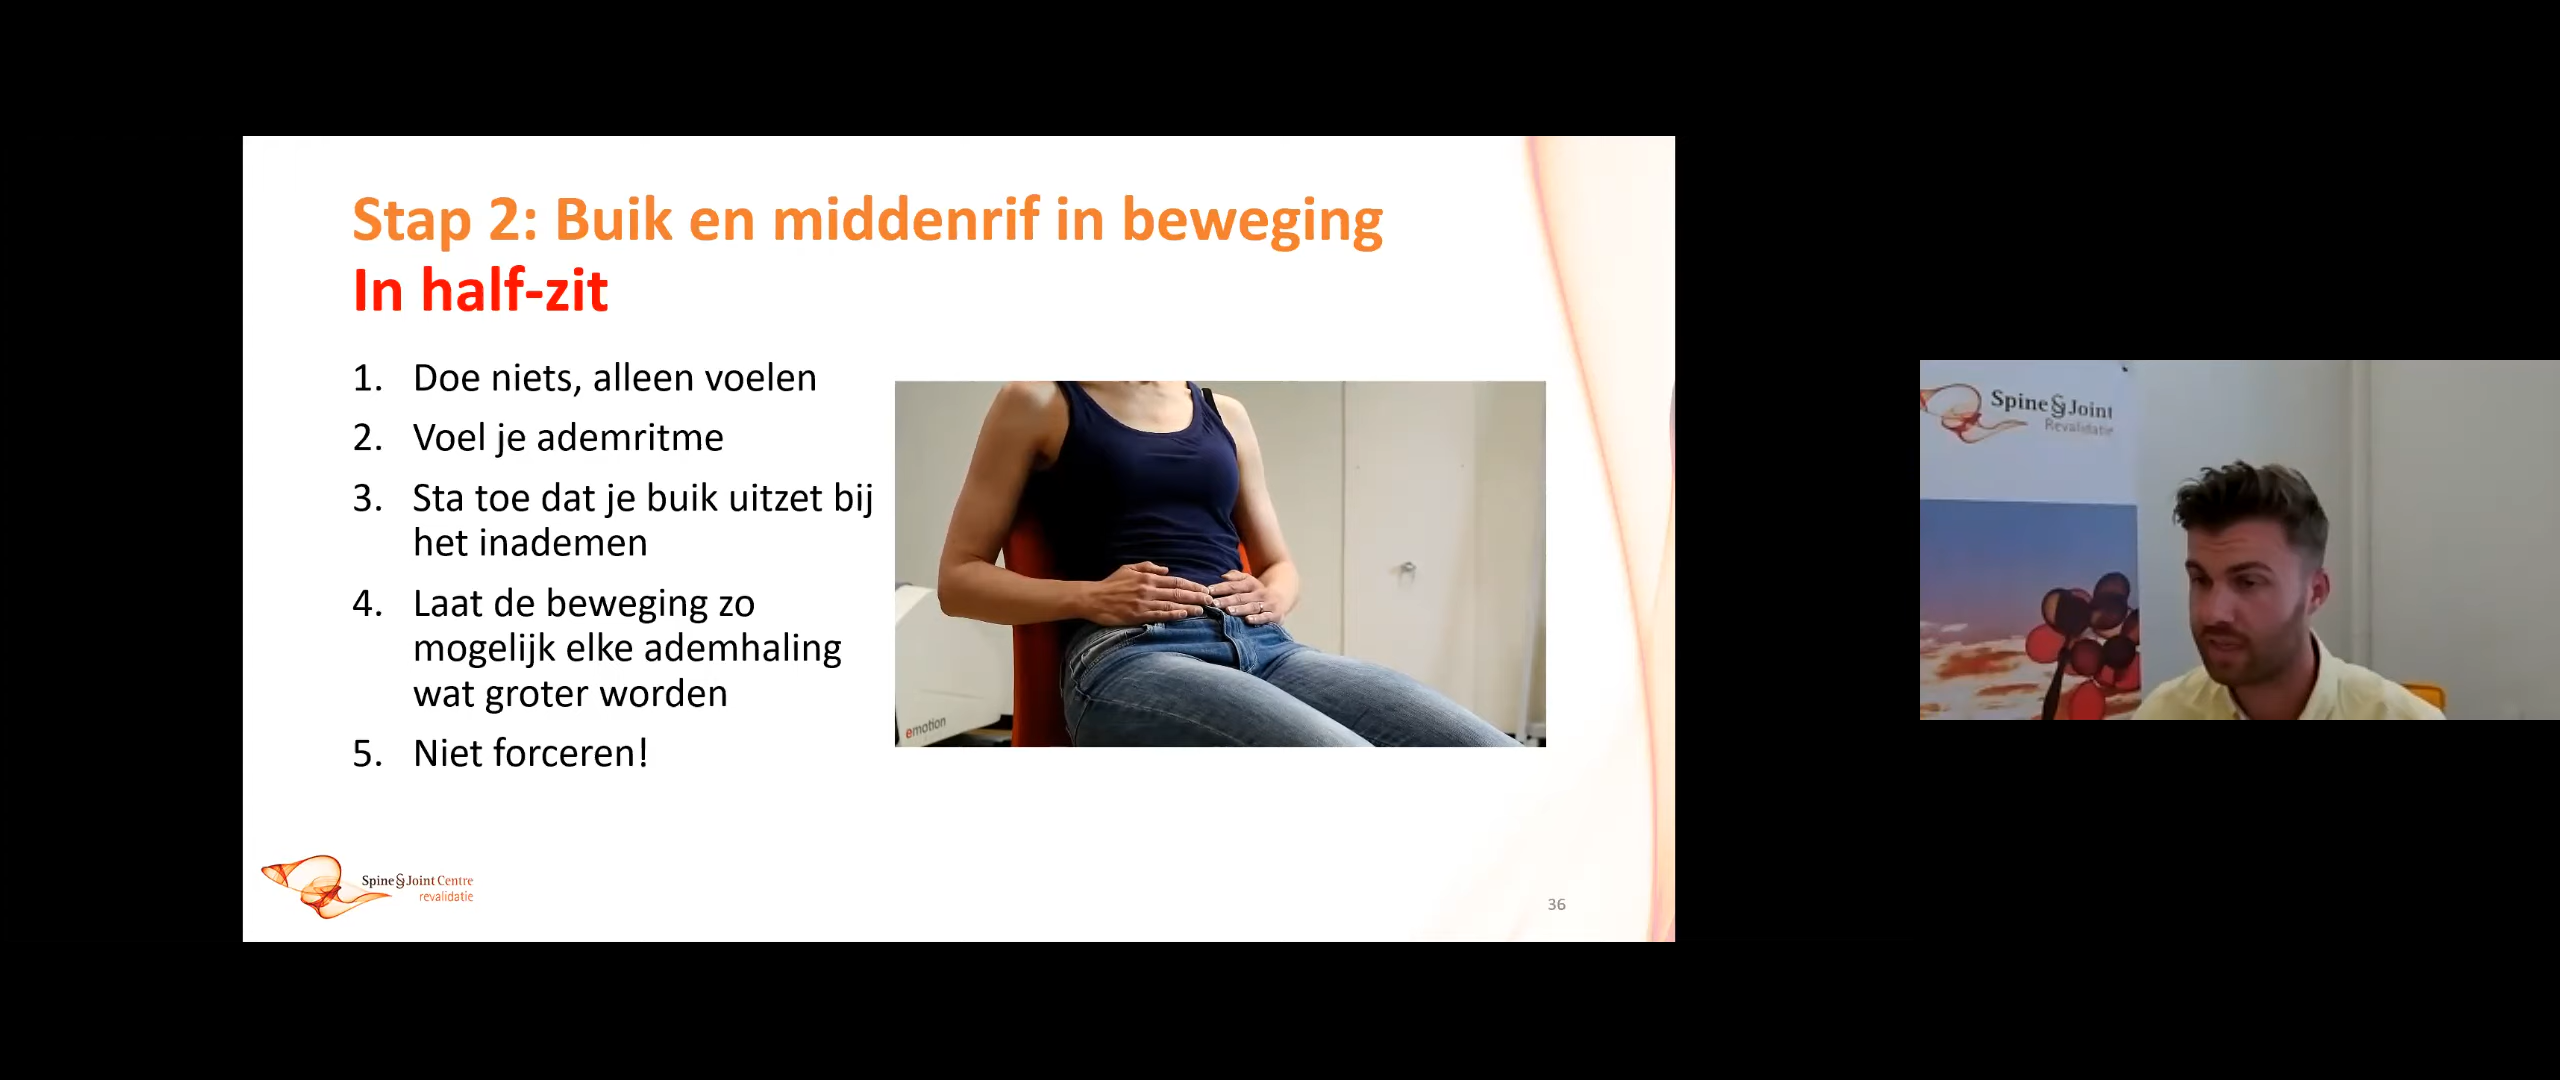 Stap 2: Buik en middenrif in beweging
In half-zit
1. Doe niets, alleen voelen
2. Voel je ademritme
3. Sta toe dat je buik uitzet bij
het inademen
4. Laat de beweging zo
mogelijk elke ademhaling
wat groter worden
5. Niet forceren!
emotion
Spine&Joint Centre
revalidatie
36
Spine&Joint
Revalidatie